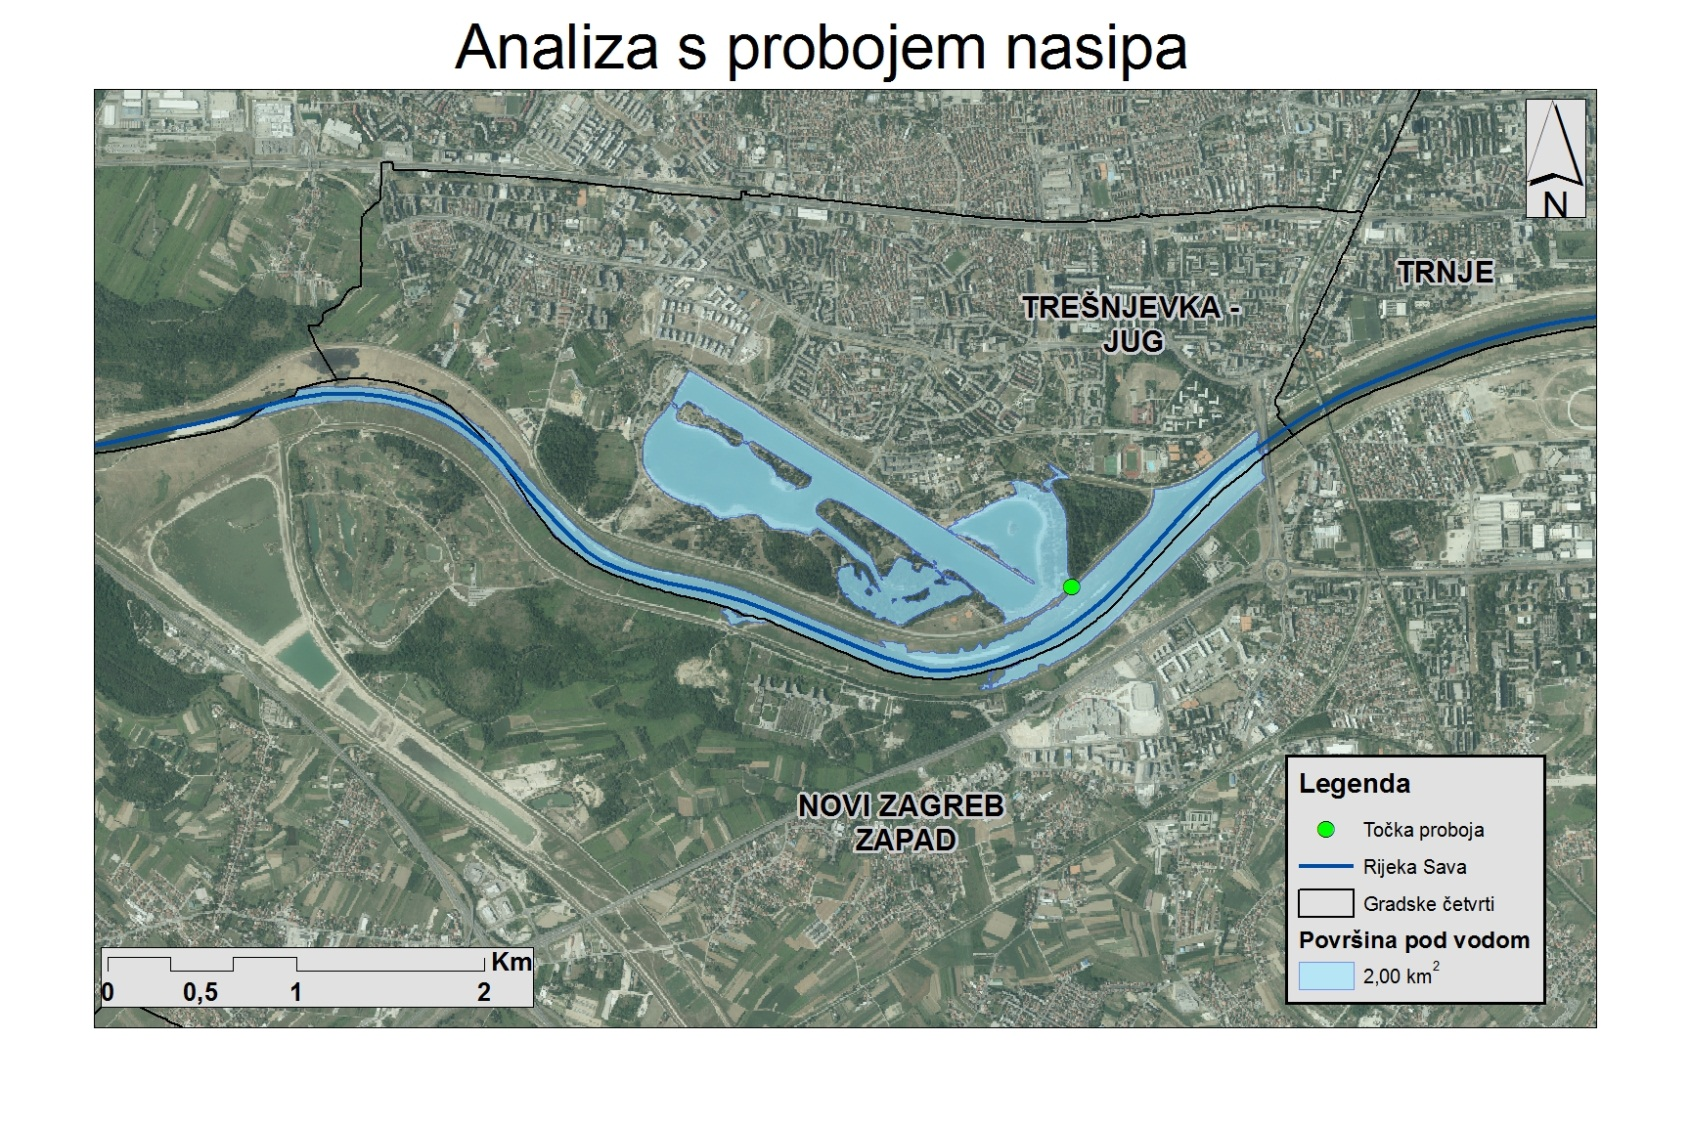 Analiza s probojem nasipa
N
TRNJE
TREŠNJEVKA -
JUG
NOVI ZAGREB
ZAPAD
Legenda
Točka proboja
Rijeka Sava
Gradske četvrti
Površina pod vodom
2,00 km²
Km
0 0,5 1 2